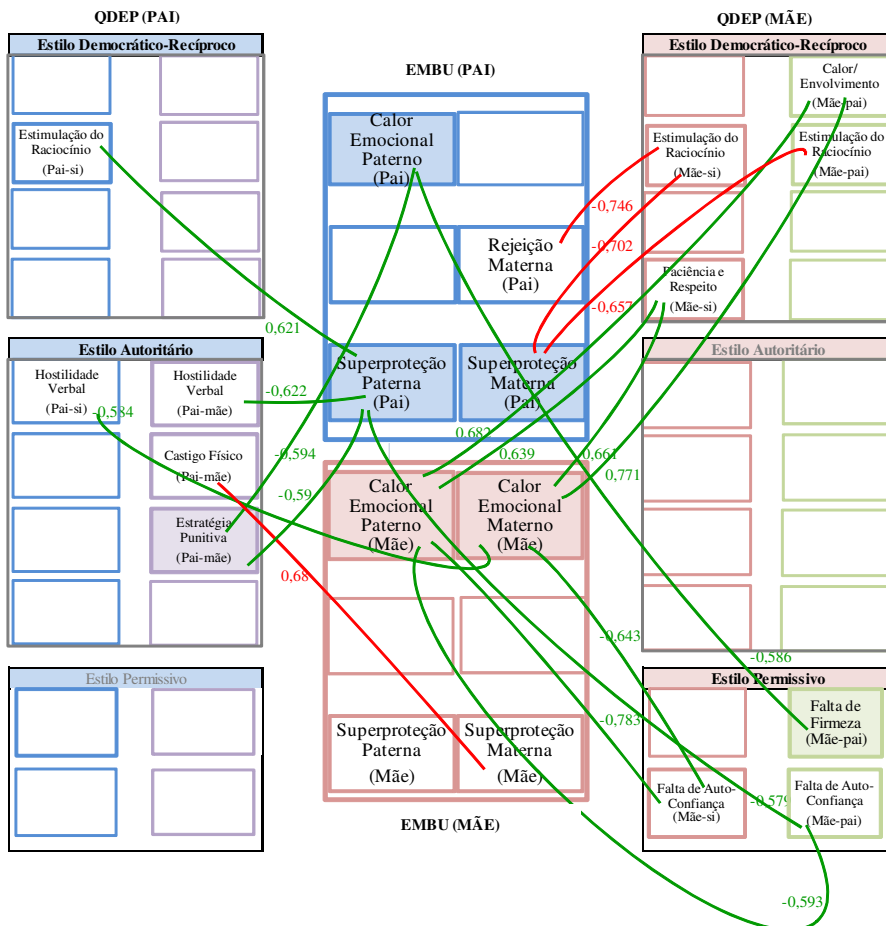 QDEP (PAI)
Estilo Democrático-Recíproco
Estimulação do
Raciocínio
(Pai-si)
0,621
Estilo Autoritário
Hostilidade
Verbal
(Pai-si)
-0,584
Hostilidade
Verbal
(Pai-mãe)
-0,622
Castigo Físico
(Pai-mãe)
-0,594
-0,59
Estratégia
Punitiva
(Pai-mãe)
0,68
Estilo Permissivo
EMBU (PAI)
Calor
Emocional
Paterno
(Pai)
Rejeição
Materna
(Pai)
Superproteção
Paterna
(Pai)
Superproteção
Materna
(Pai)
0,682
0,639
0,661
0,771
Calor
Emocional
Paterno
(Mãe)
Calor
Emocional
Materno
(Mãe)
Superproteção
Paterna
(Mãe)
Superproteção
Materna
(Mãe)
EMBU (MÃE)
QDEP (MÃE)
Estilo Democrático-Recíproco
Calor/
Envolvimento
(Mãe-pai)
Estimulação do
Raciocínio
(Mãe-si)
Estimulação do
Raciocínio
(Mãe-pai)
-0,746
-0,702
-0,657
Paciência e
Respeito
(Mãe-si)
Estilo Autoritário
-0,643
-0,586
Estilo Permissivo
Falta de
Firmeza
(Mãe-pai)
-0,783
Falta de Auto-
Confiança
(Mãe-si)
-0,579
Falta de Auto-
Confiança
(Mãe-pai)
-0,593